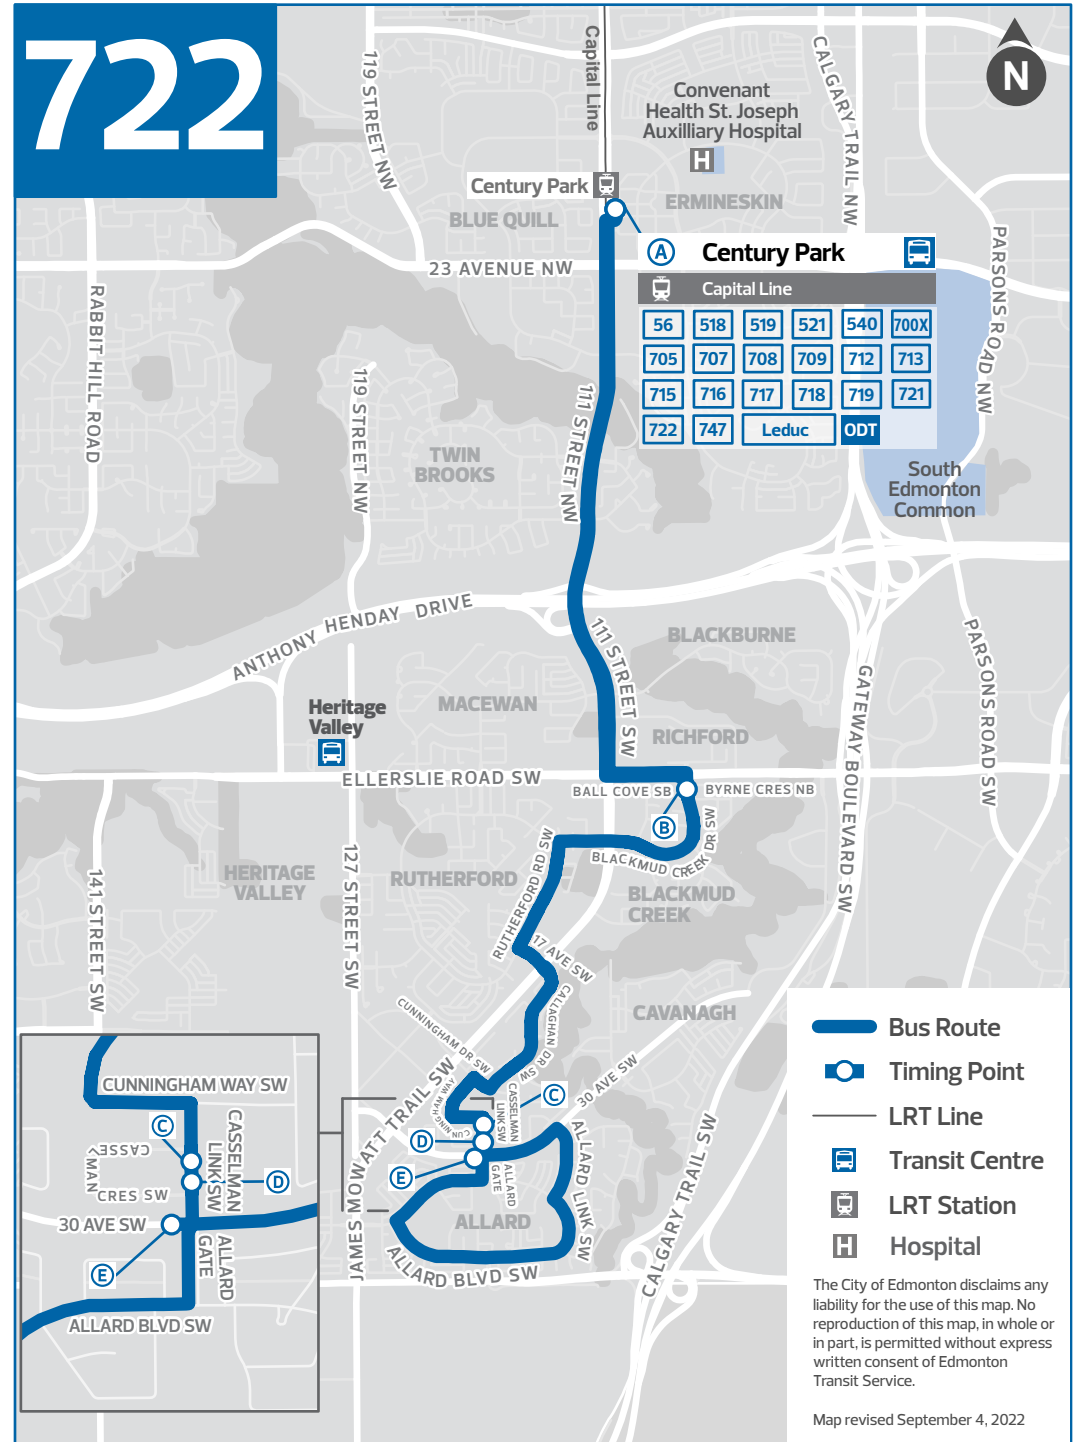 722
N
Capital Line
119 STREET NW
CALGARY TRAIL NW
Convenant
Health St. Joseph
Auxilliary Hospital
H
Century Park
BLUE QUILL
ERMINESKIN
23 AVENUE NW
A Century Park
Capital Line
56 518 519 521 540 700X
705 707 708 709 712 713
715 716 717 718 719 721
722 747 Leduc ODT
PARSONS ROAD NW
RABBIT HILL ROAD
119 STREET NW
111 STREET NW
TWIN
BROOKS
South
Edmonton
Common
ANTHONY HENDAY DRIVE
111 STREET SW
BLACKBURNE
PARSONS ROAD SW
GATEWAY BOULEVARD SW
MACEWAN
Heritage
Valley
RICHFORD
ELLERSLIE ROAD SW
BALL COVE SB
BYRNE CRES NB
B
BLACKMUD CREEK DR SW
RUTHERFORD RD SW
141 STREET SW
127 STREET SW
HERITAGE
VALLEY
RUTHERFORD
BLACKMUD
CREEK
17 AVE SW
CALLAGHAN DR SW
CUNNINGHAM DR SW
CAVANAGH
JAMES MOWATT TRAIL SW
CUNNINGHAM WAY
CASSELMAN
LINK SW
C
30 AVE SW
D
E
ALLARD
GATE
ALLARD LINK SW
ALLARD
ALLARD BLVD SW
CALGARY TRAIL SW
CUNNINGHAM WAY SW
C
CASSELMAN
LINK SW
CASSELMAN
CRES SW
D
30 AVE SW
E
ALLARD
GATE
ALLARD BLVD SW
Bus Route
Timing Point
LRT Line
Transit Centre
LRT Station
H Hospital
The City of Edmonton disclaims any
liability for the use of this map. No
reproduction of this map, in whole or
in part, is permitted without express
written consent of Edmonton
Transit Service.
Map revised September 4, 2022